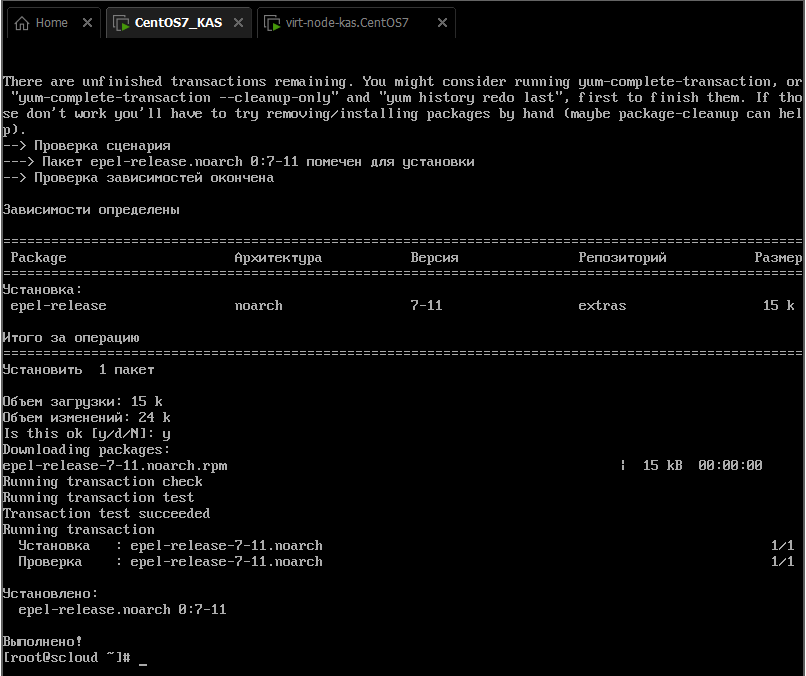 Home CentOS7_KAS virt-node-kas.CentOS7
There are unfinished transactions remaining. You might consider running yum-complete-transaction, or
"yum-complete-transaction --cleanup-only" and "yum history redo last", first to finish them. If tho
se don't work you'll have to try removing/installing packages by hand (maybe package-cleanup can hel
p).
--> Проверка сценария
---> Пакет epel-release.noarch 0:7-11 помечен для установки
--> Проверка зависимостей окончена
Зависимости определены
====================================================================================================
Package Архитектура Версия Репозиторий Размер
====================================================================================================
Установка:
epel-release noarch 7-11 extras 15 k
Итого за операцию
====================================================================================================
Установить 1 пакет
Объем загрузки: 15 k
Объем изменений: 24 k
Is this ok [y/d/N]: y
Downloading packages:
epel-release-7-11.noarch.rpm | 15 kB 00:00:00
Running transaction check
Running transaction test
Transaction test succeeded
Running transaction
Установка : epel-release-7-11.noarch 1/1
Проверка : epel-release-7-11.noarch 1/1
Установлено:
epel-release.noarch 0:7-11
Выполнено!
[root@scloud ~]# _